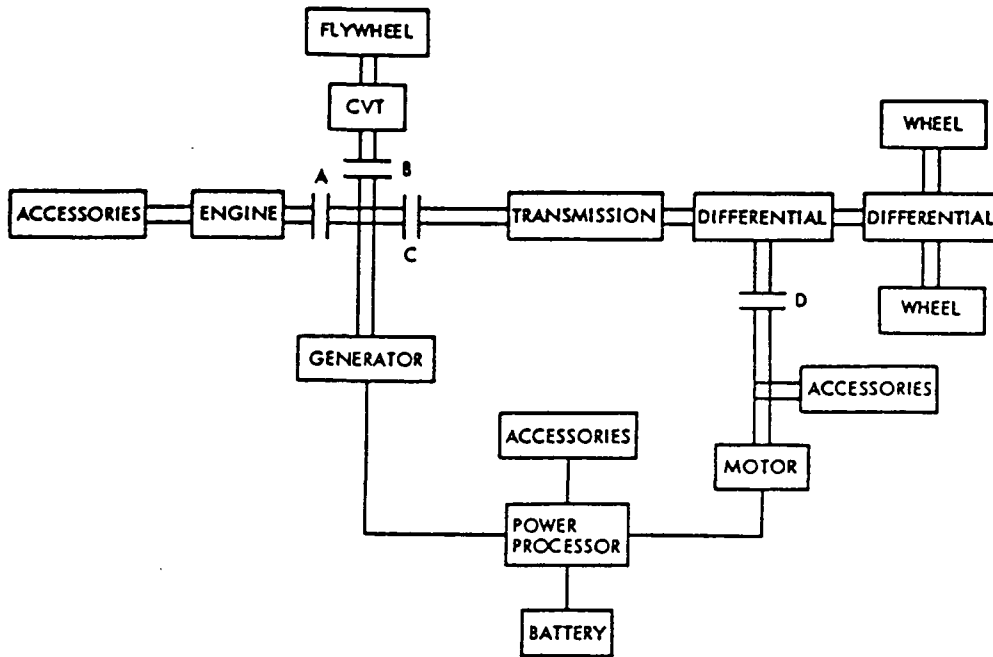 FLYWHEEL
CVT
A
B
WHEEL
ACCESSORIES
ENGINE
C
TRANSMISSION
DIFFERENTIAL
DIFFERENTIAL
D
WHEEL
GENERATOR
ACCESSORIES
ACCESSORIES
MOTOR
POWER
PROCESSOR
BATTERY